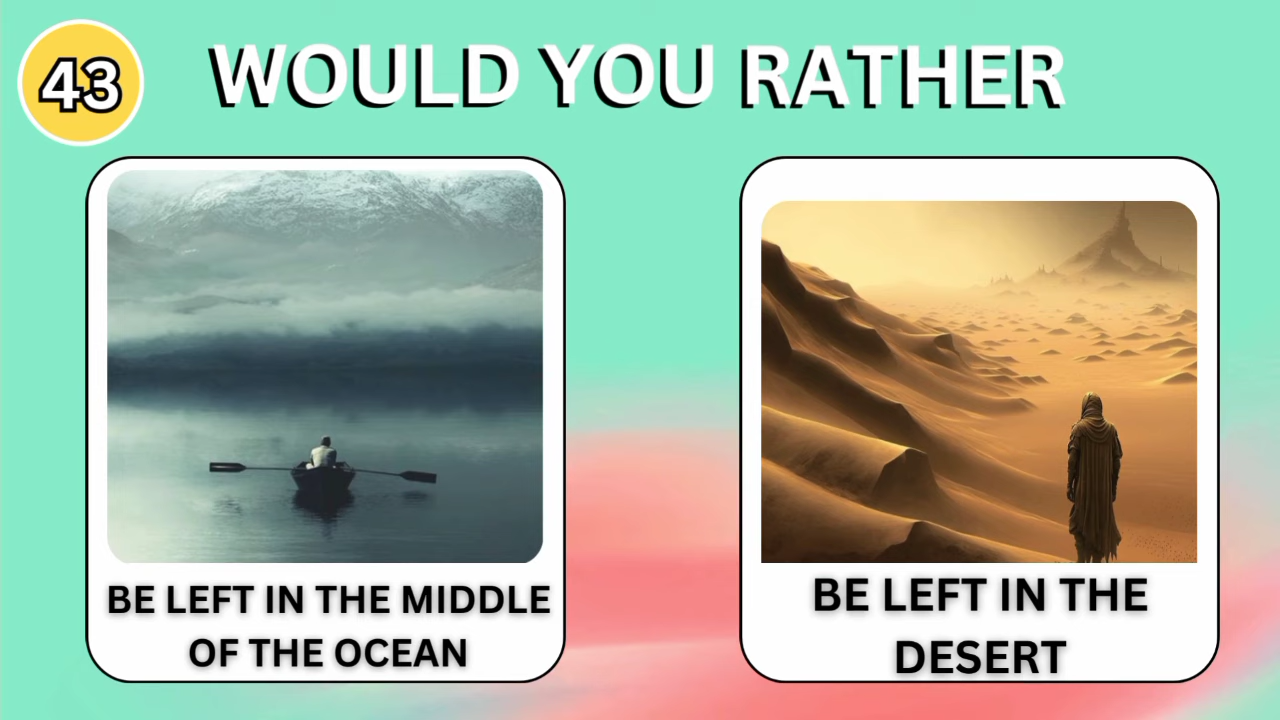 43
WOULD YOU RATHER
BE LEFT IN THE MIDDLE
OF THE OCEAN
BE LEFT IN THE
DESERT